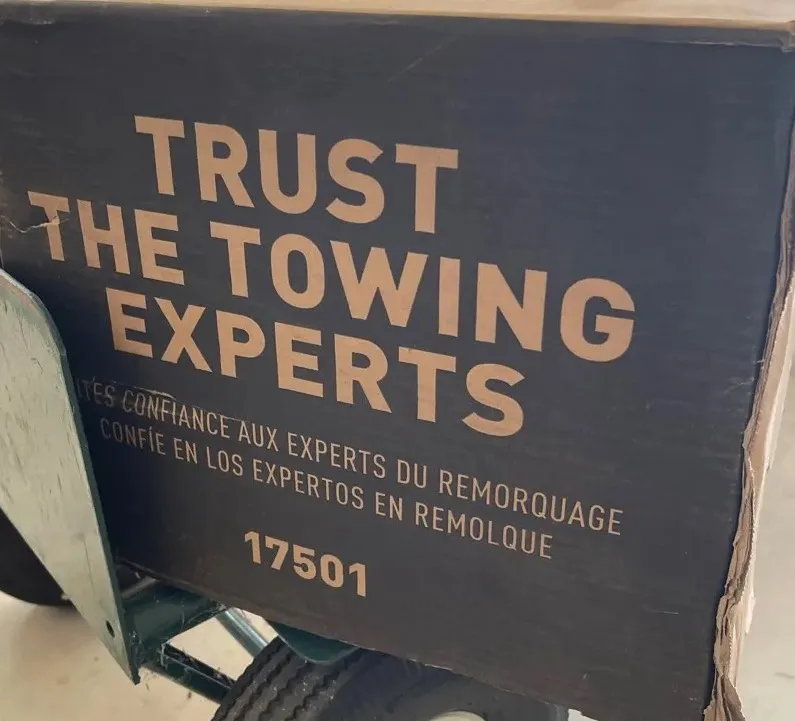 TRUST
THE TOWING
EXPERTS
CONFIANCE AUX EXPERTS DU REMORQUAGE
CONFÍE EN LOS EXPERTOS EN REMOLQUE
17501